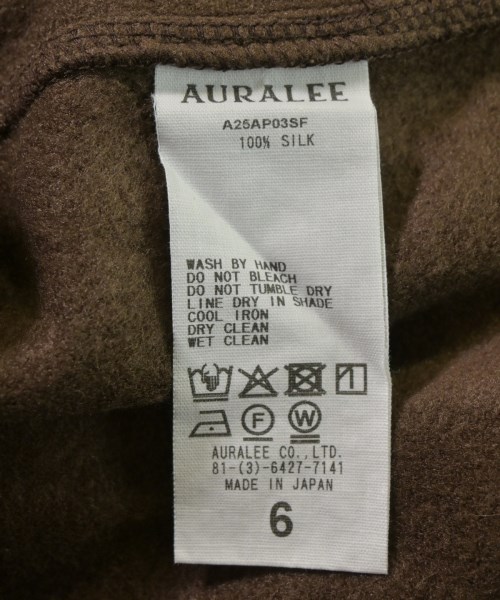 AURALEE
A25AP03SF
100% SILK
WASH BY HAND
DO NOT BLEACH
DO NOT TUMBLE DRY
LINE DRY IN SHADE
COOL IRON
DRY CLEAN
WET CLEAN
F W
AURALEE CO.,LTD.
81-(3)-6427-7141
MADE IN JAPAN
6